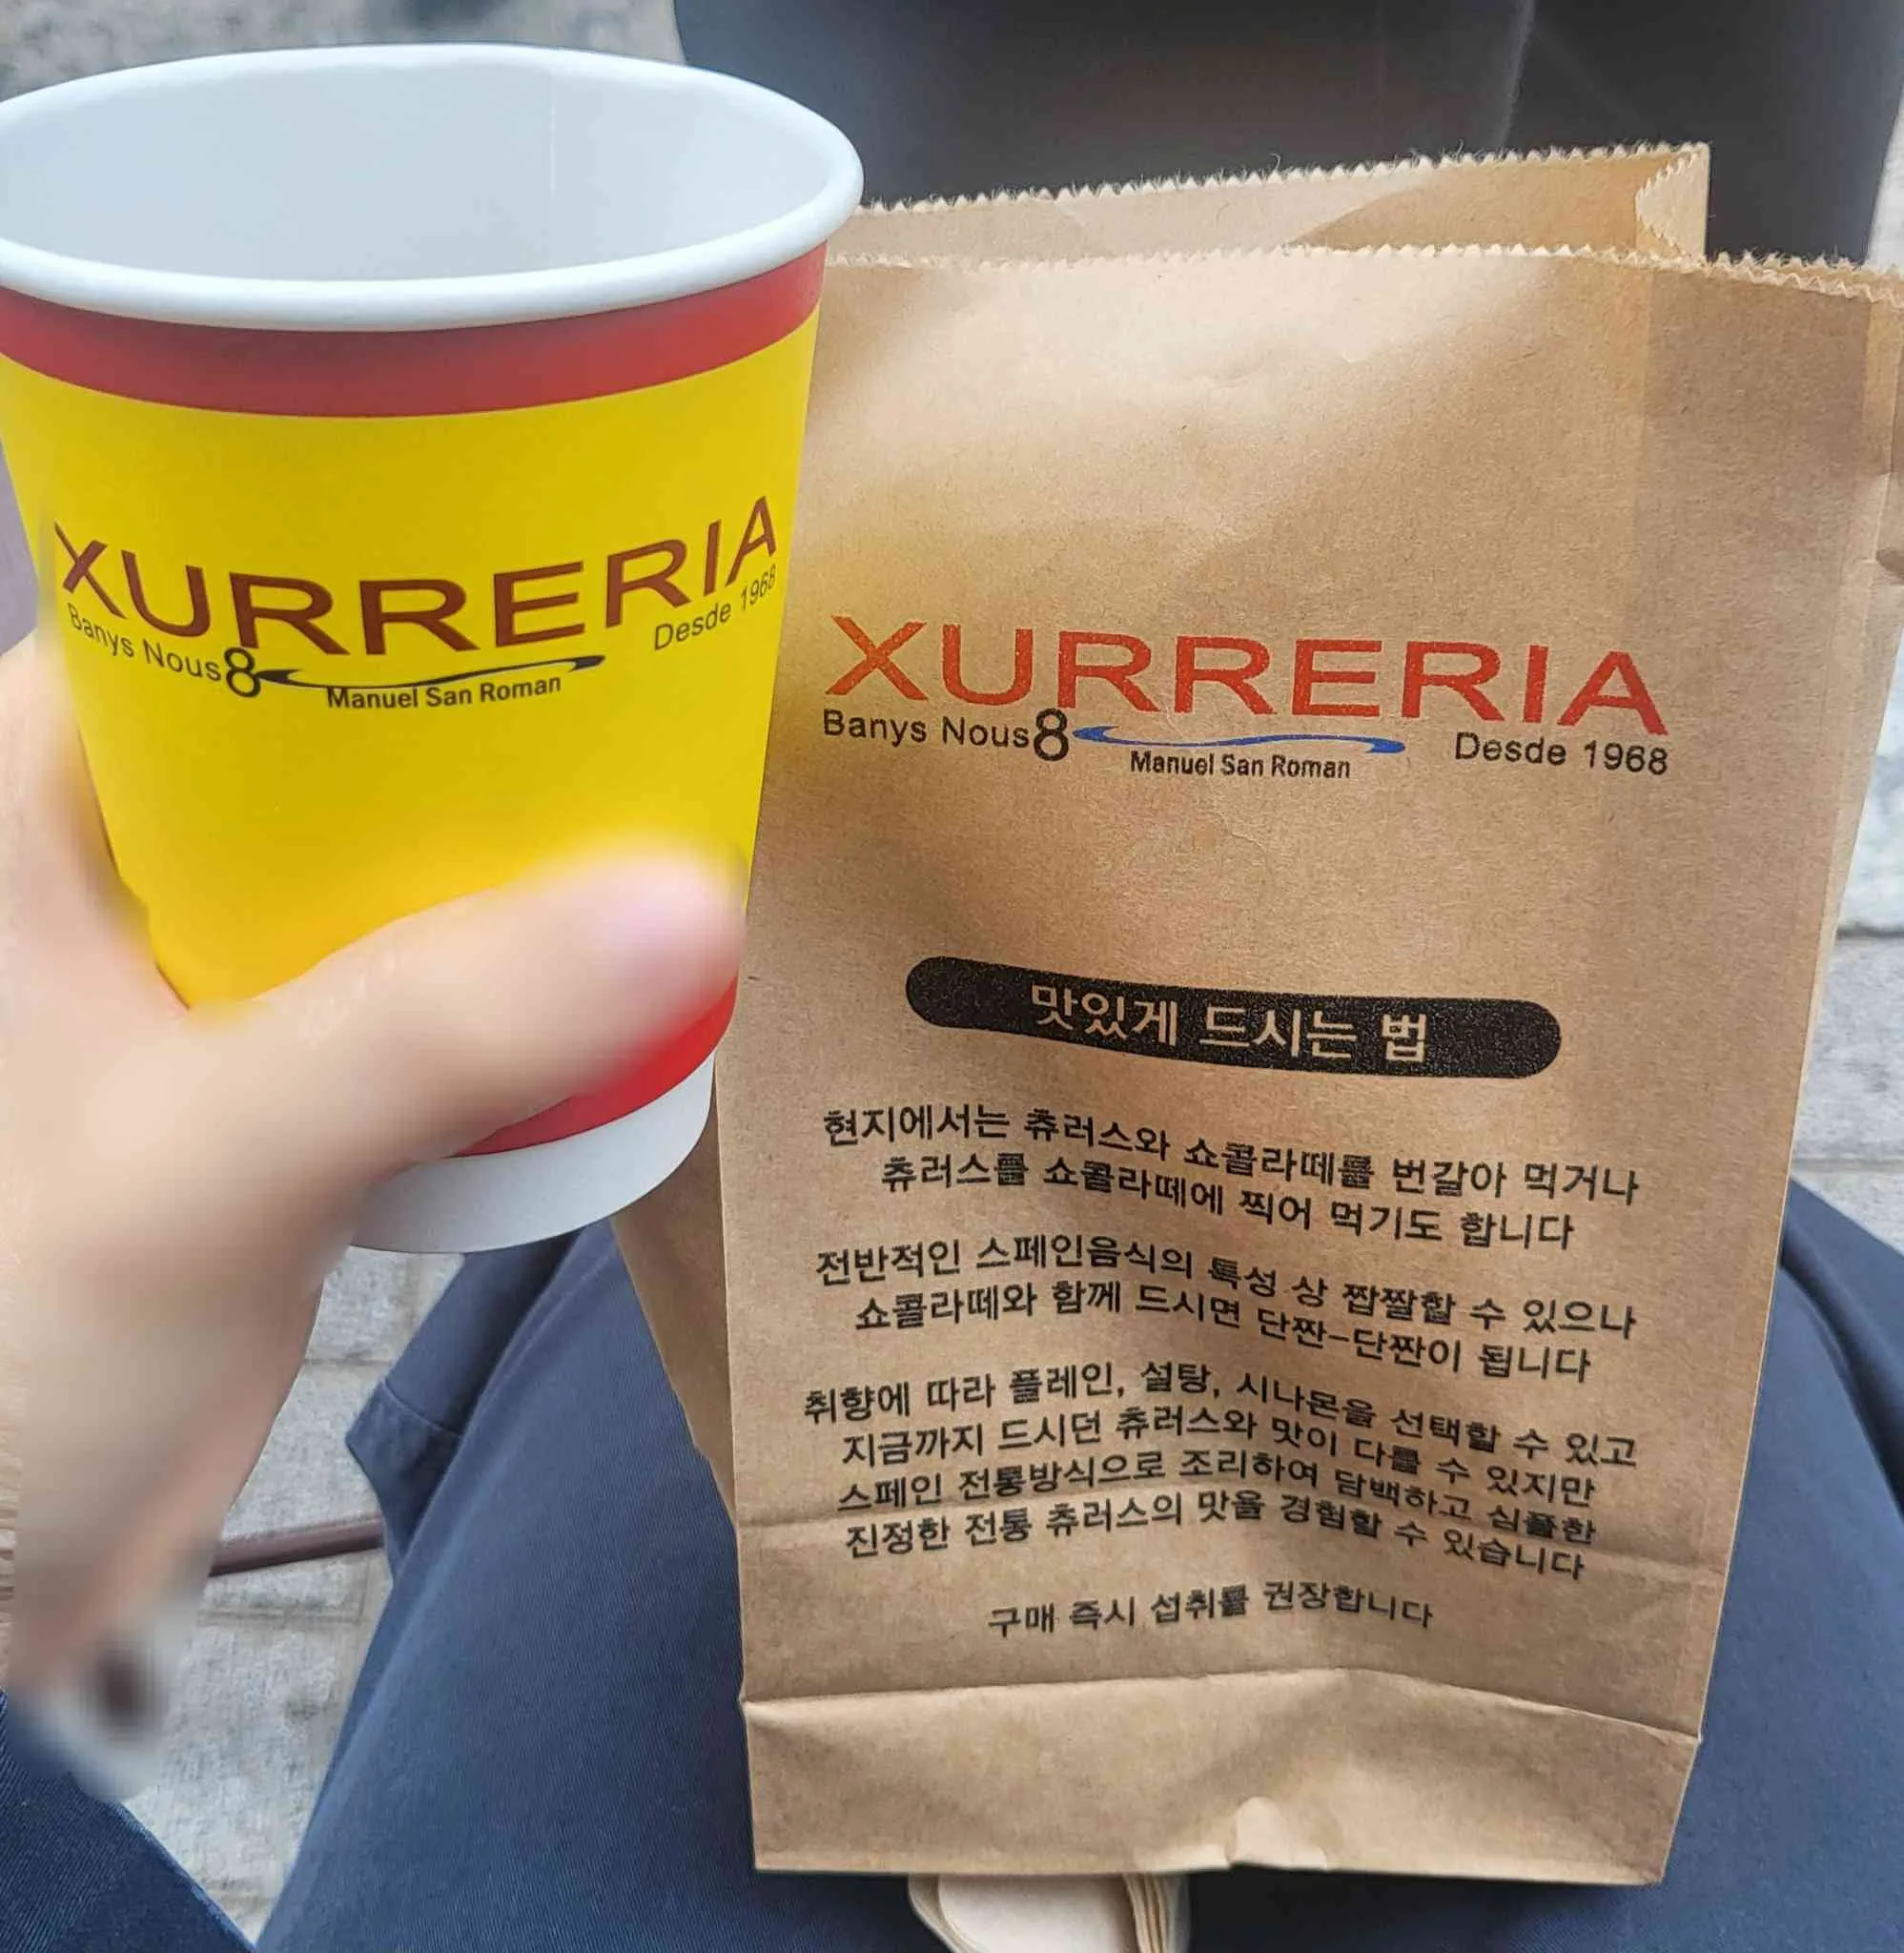 XURRERIA
Banys Nous 8 Desde 1968
Manuel San Roman
XURRERIA
Banys Nous 8 Desde 1968
Manuel San Roman
맛있게 드시는 법
현지에서는 츄러스와 쇼콜라떼를 번갈아 먹거나
츄러스를 쇼콜라떼에 찍어 먹기도 합니다
전반적인 스페인음식의 특성 상 짭짤할 수 있으나
쇼콜라떼와 함께 드시면 단짠-단짠이 됩니다
취향에 따라 플레인, 설탕, 시나몬을 선택할 수 있고
지금까지 드시던 츄러스와 맛이 다를 수 있지만
스페인 전통방식으로 조리하여 담백하고 심플한
진정한 전통 츄러스의 맛을 경험할 수 있습니다
구매 즉시 섭취를 권장합니다